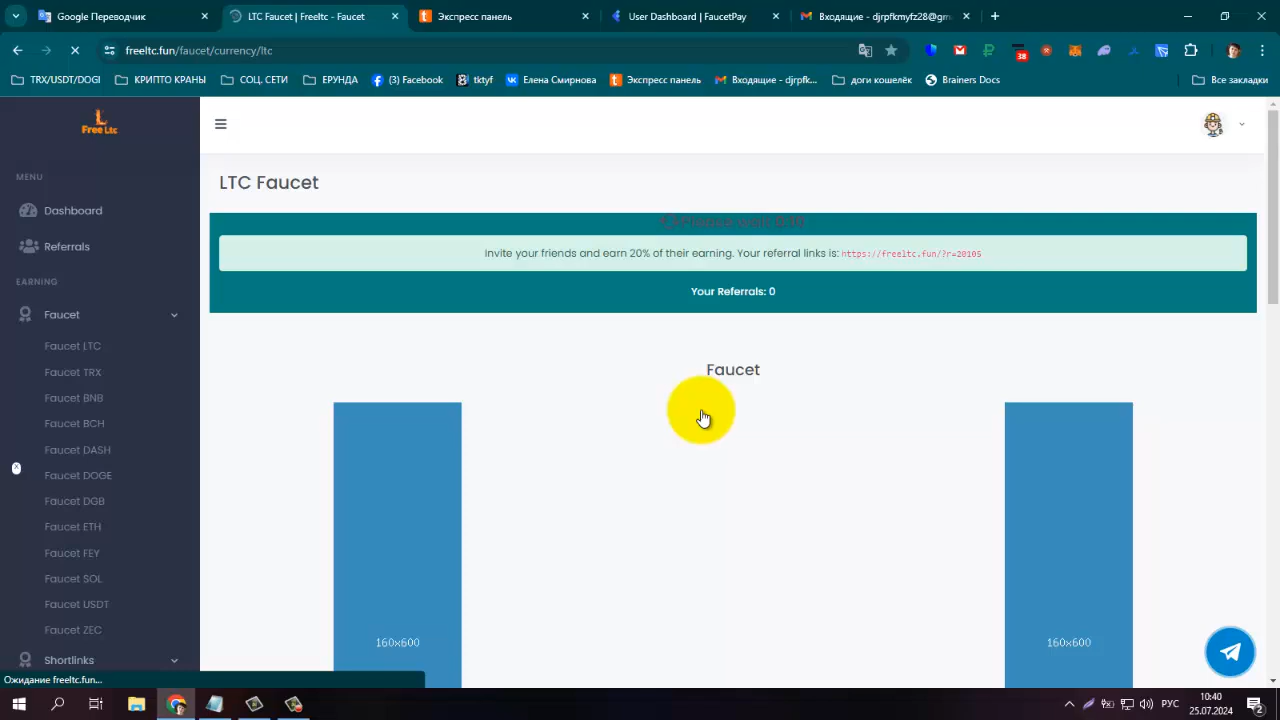 Google Переводчик
LTC Faucet | Freeltc - Faucet
Экспресс панель
User Dashboard | FaucetPay
Входящие - djrpfkmyfz28@gm
freeltc.fun/faucet/currency/ltc
38
TRX/USDT/DOGI
КРИПТО КРАНЫ
СОЦ. СЕТИ
ЕРУНДА
(3) Facebook
tktyf
Елена Смирнова
Экспресс панель
Входящие - djrpfk...
доги кошелёк
Brainers Docs
Все закладки
Free Ltc
MENU
Dashboard
Referrals
EARNING
Faucet
Faucet LTC
Faucet TRX
Faucet BNB
Faucet BCH
Faucet DASH
Faucet DOGE
Faucet DGB
Faucet ETH
Faucet FEY
Faucet SOL
Faucet USDT
Faucet ZEC
Shortlinks
LTC Faucet
Invite your friends and earn 20% of their earning. Your referral links is: https://freeltc.fun/?r=20105
Your Referrals: 0
Faucet
160x600
160x600
Ожидание freeltc.fun...
РУС
10:40
25.07.2024
2